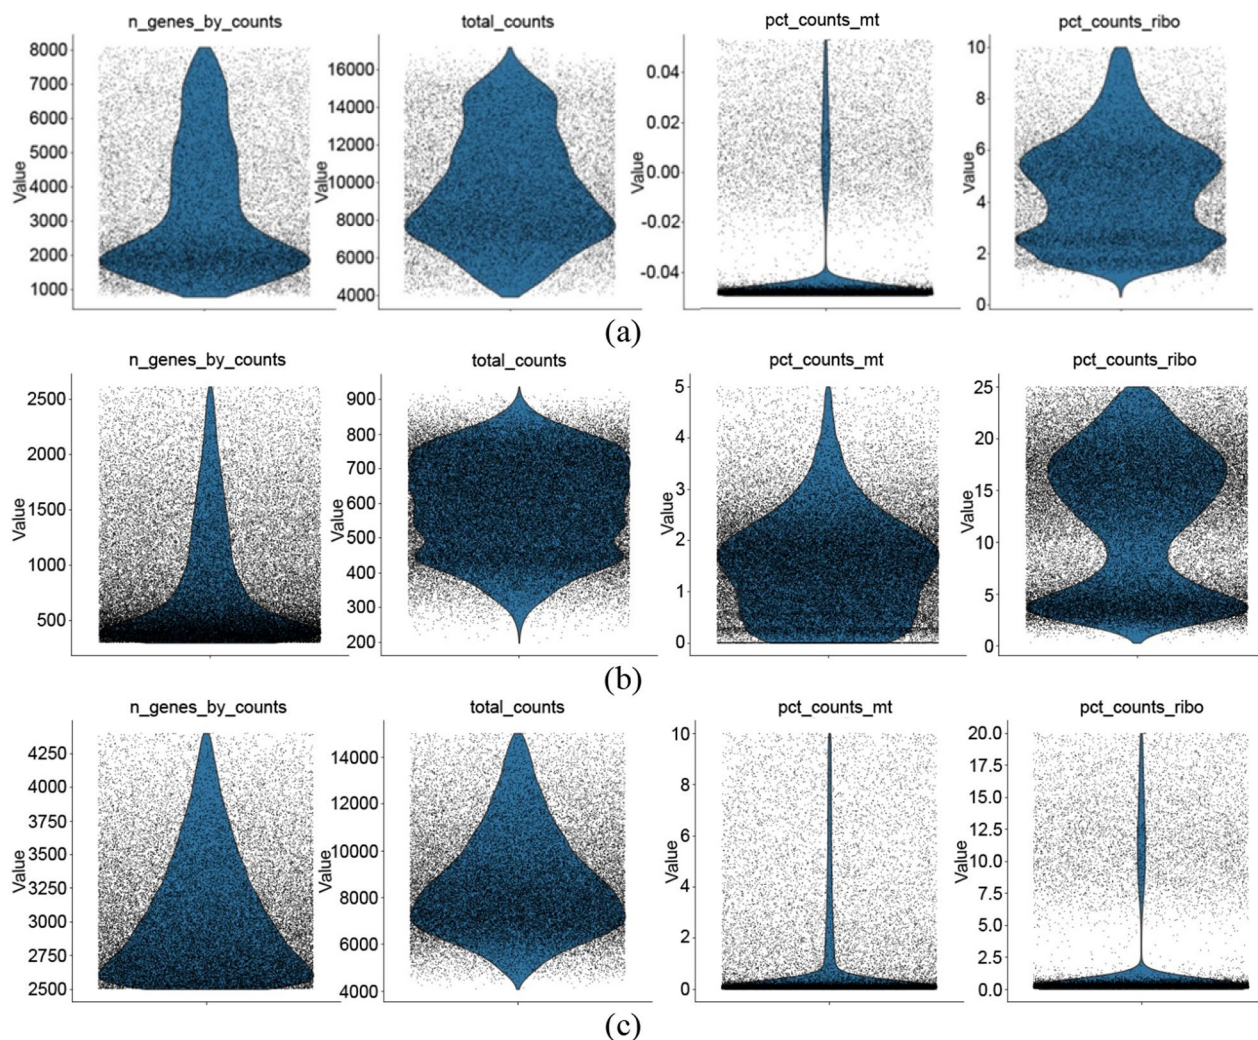 n_genes_by_counts total_counts pct_counts_mt pct_counts_ribo
Value Value Value Value
8000 7000 6000 5000 4000 3000 2000 1000
16000 14000 12000 10000 8000 6000 4000
0.04 0.02 0.00 -0.02 -0.04
10 8 6 4 2 0
(a)
n_genes_by_counts total_counts pct_counts_mt pct_counts_ribo
Value Value Value Value
2500 2000 1500 1000 500
900 800 700 600 500 400 300 200
5 4 3 2 1 0
25 20 15 10 5 0
(b)
n_genes_by_counts total_counts pct_counts_mt pct_counts_ribo
Value Value Value Value
4250 4000 3750 3500 3250 3000 2750 2500
14000 12000 10000 8000 6000 4000
10 8 6 4 2 0
20.0 17.5 15.0 12.5 10.0 7.5 5.0 2.5 0.0
(c)